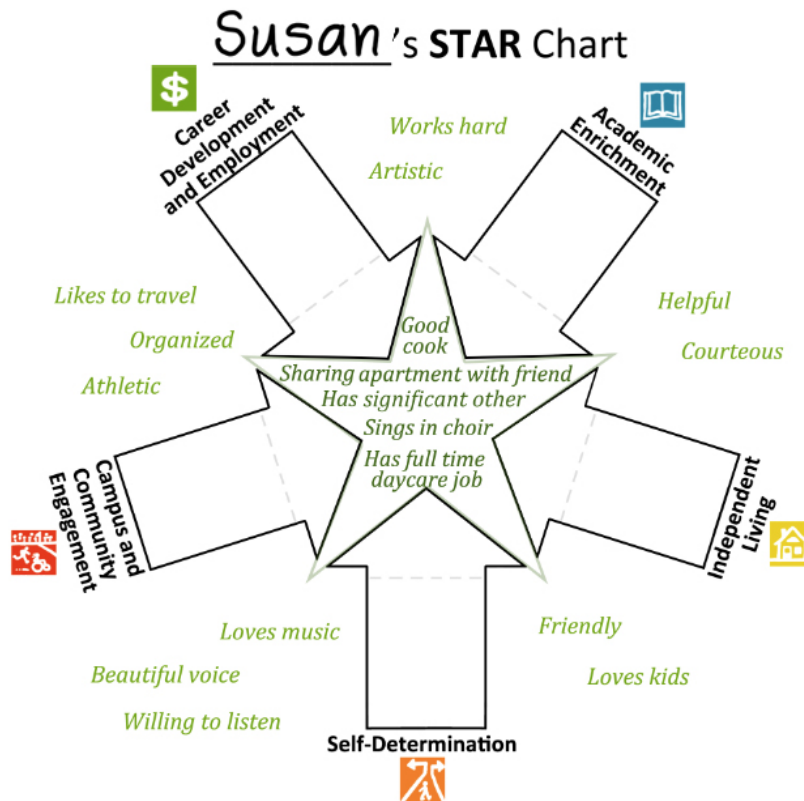 Susan's STAR Chart
$
Career
Development
and Employment
Works hard
Artistic
Academic
Enrichment
Likes to travel
Organized
Athletic
Helpful
Courteous
Good
cook
Sharing apartment with friend
Has significant other
Sings in choir
Has full time
daycare job
Campus and
Community
Engagement
Independent
Living
Loves music
Beautiful voice
Willing to listen
Friendly
Loves kids
Self-Determination